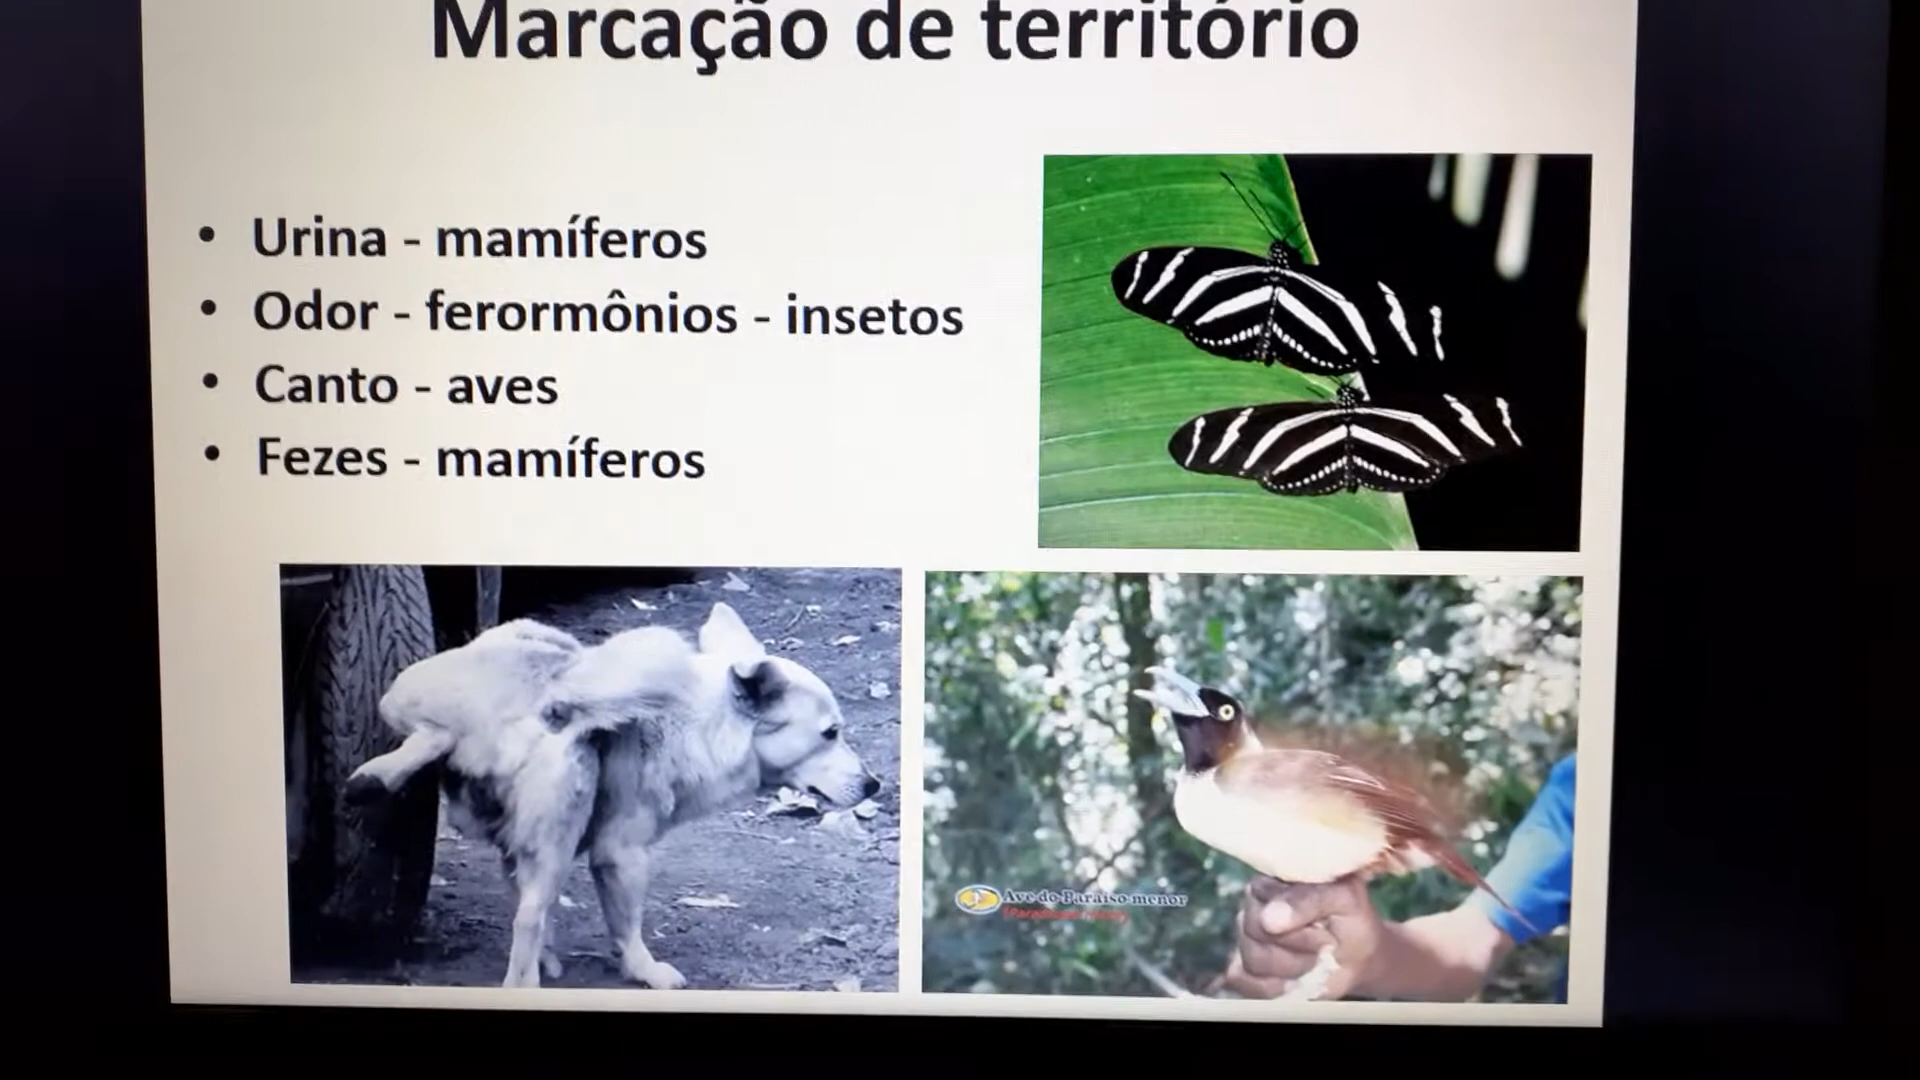 Marcação de território
• Urina - mamíferos
• Odor - ferormônios - insetos
• Canto - aves
• Fezes - mamíferos
Ave do Paraíso menor